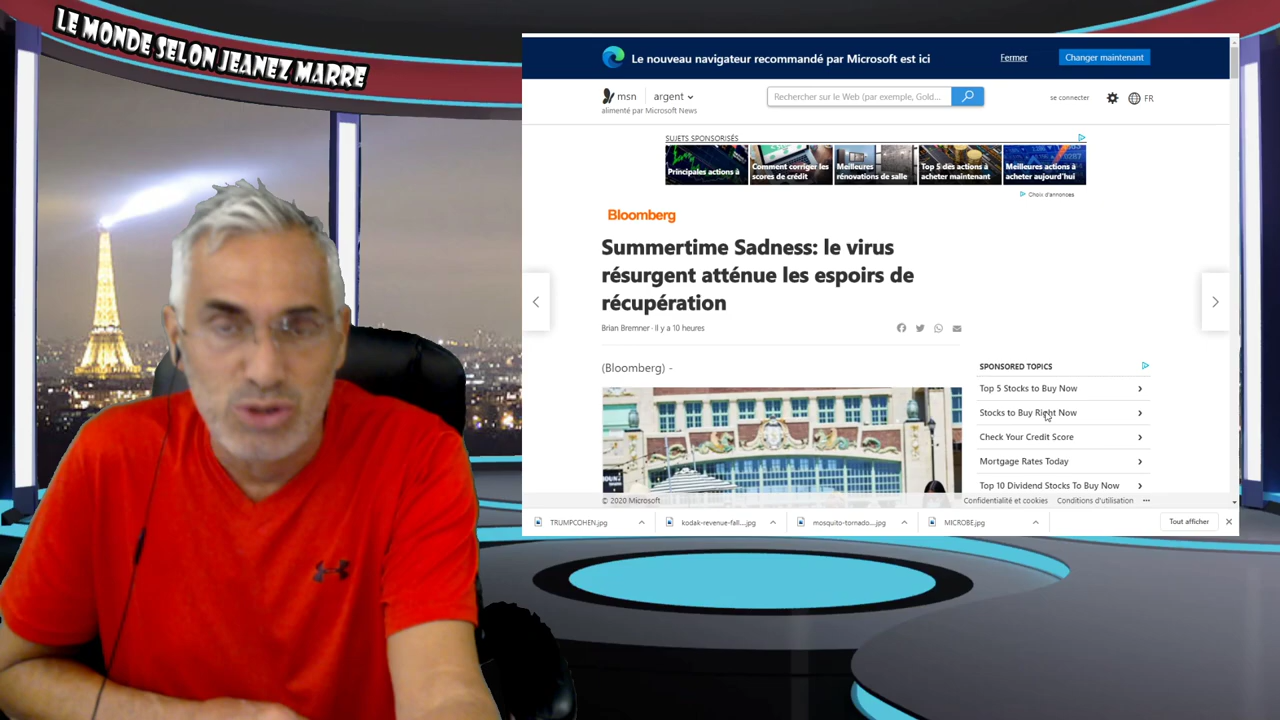 LE MONDE SELON JEANEZ MARRE
Le nouveau navigateur recommandé par Microsoft est ici
Fermer
Changer maintenant
msn
argent
alimenté par Microsoft News
Rechercher sur le Web (par exemple, Gold...
se connecter
FR
SUJETS SPONSORISÉS
Principales actions à
Comment corriger les
scores de crédit
Meilleures
rénovations de salle
Top 5 des actions à
acheter maintenant
Meilleures actions à
acheter aujourd'hui
Choix d'annonces
Bloomberg
Summertime Sadness: le virus
résurgent atténue les espoirs de
récupération
Brian Bremner · Il y a 10 heures
(Bloomberg) -
SPONSORED TOPICS
Top 5 Stocks to Buy Now
Stocks to Buy Right Now
Check Your Credit Score
Mortgage Rates Today
Top 10 Dividend Stocks To Buy Now
© 2020 Microsoft
Confidentialité et cookies
Conditions d'utilisation
TRUMPCOHEN.jpg
kodak-revenue-fall....jpg
mosquito-tornado....jpg
MICROBE.jpg
Tout afficher